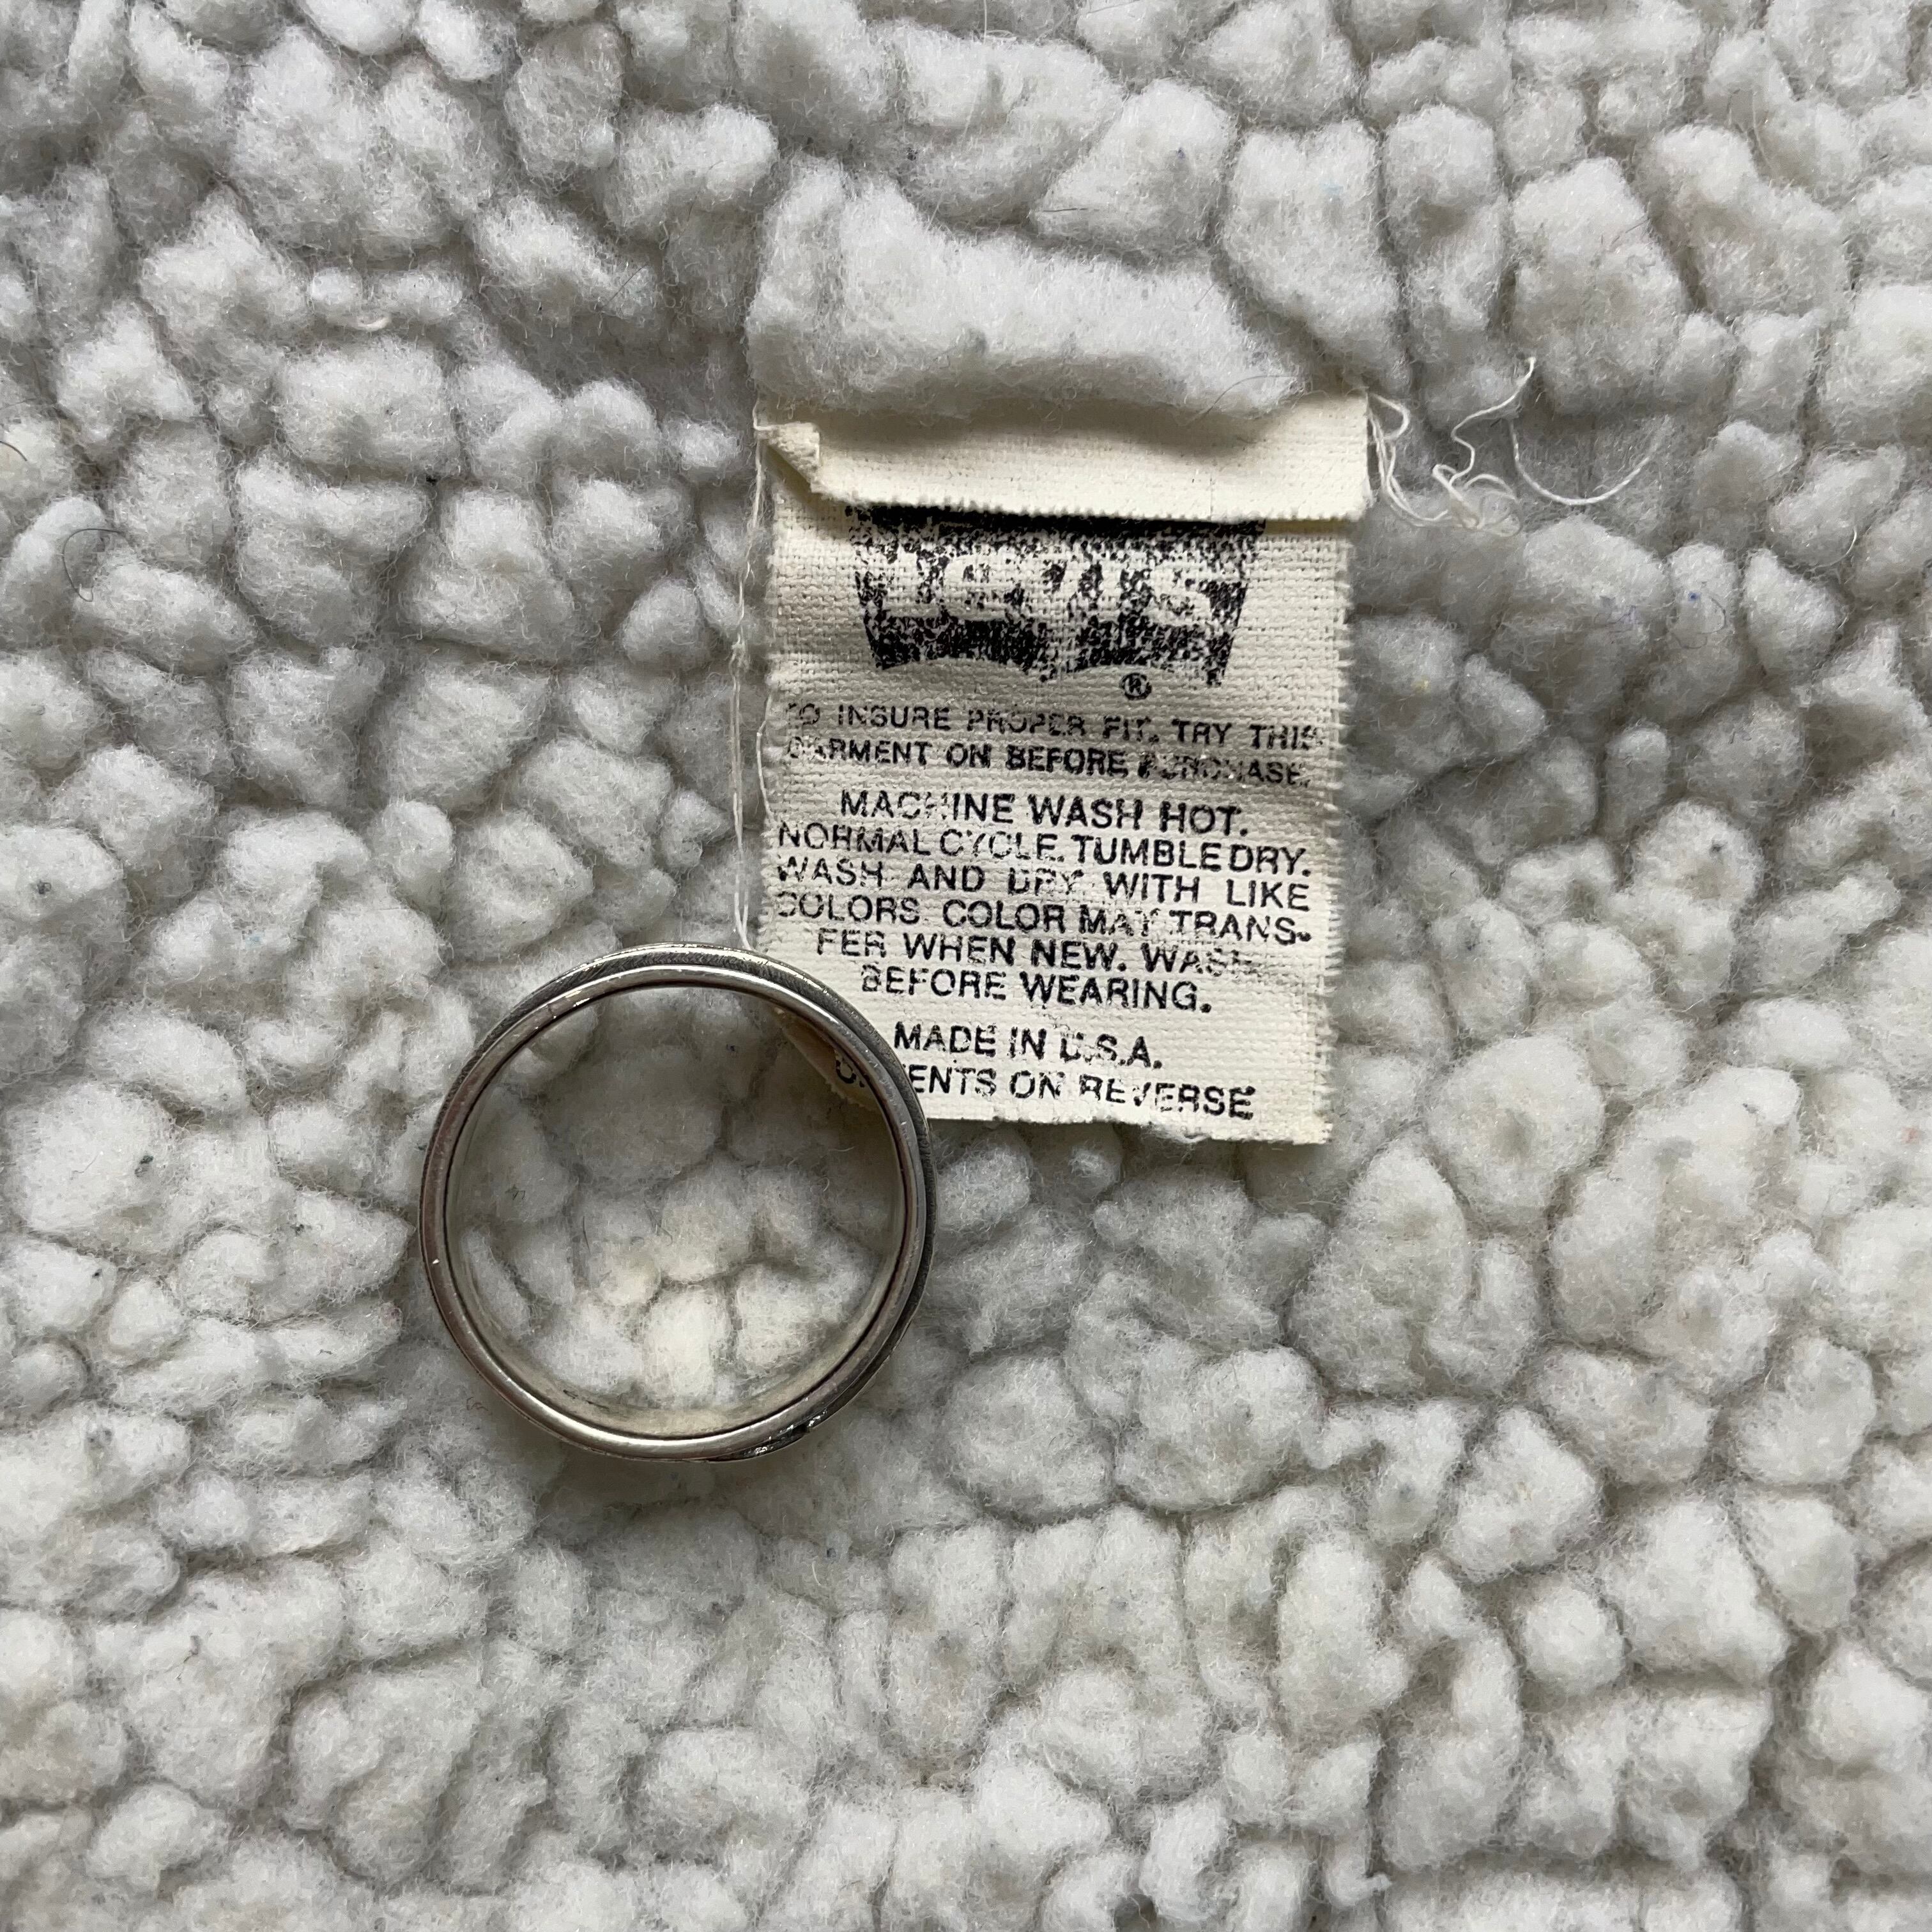 Levi's
®
TO INSURE PROPER FIT. TRY THIS
GARMENT ON BEFORE PURCHASE.
MACHINE WASH HOT.
NORMAL CYCLE. TUMBLE DRY.
WASH AND DRY WITH LIKE
COLORS. COLOR MAY TRANS-
FER WHEN NEW. WASH
BEFORE WEARING.
MADE IN U.S.A.
ON REVERSE